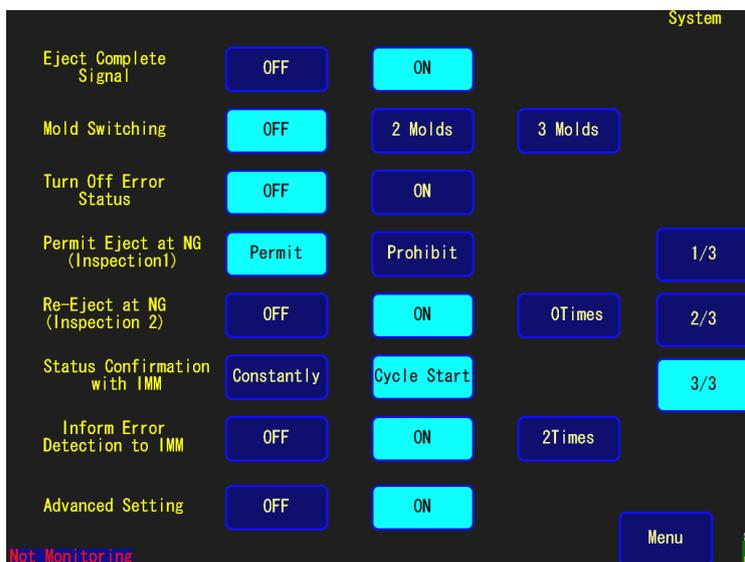 System
Eject Complete
Signal
OFF
ON
Mold Switching
OFF
2 Molds
3 Molds
Turn Off Error
Status
OFF
ON
Permit Eject at NG
(Inspection1)
Permit
Prohibit
1/3
Re-Eject at NG
(Inspection 2)
OFF
ON
0Times
2/3
Status Confirmation
with IMM
Constantly
Cycle Start
3/3
Inform Error
Detection to IMM
OFF
ON
2Times
Advanced Setting
OFF
ON
Menu
Not Monitoring